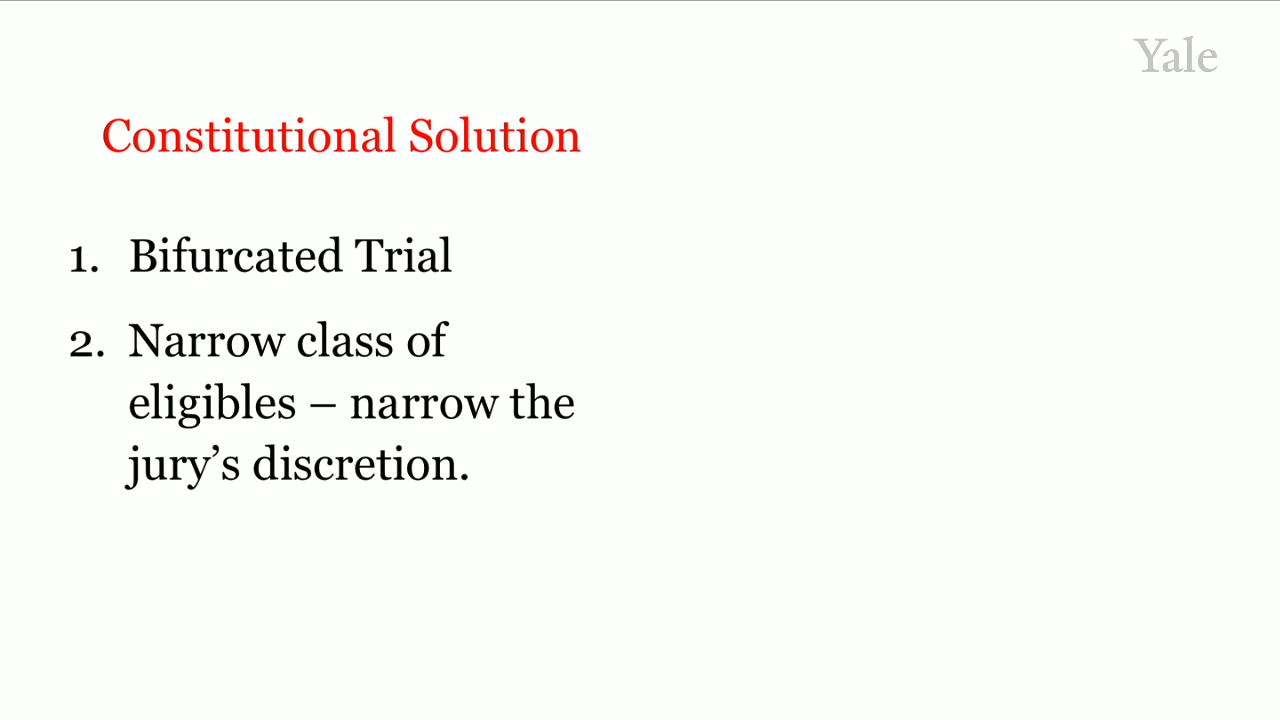 Yale
Constitutional Solution
1. Bifurcated Trial
2. Narrow class of
eligibles – narrow the
jury’s discretion.